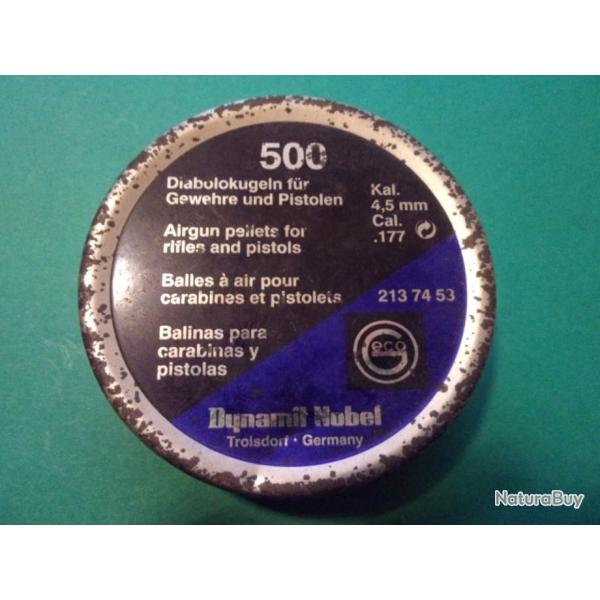 500
Diabolokugeln für
Gewehre und Pistolen
Kal.
4,5 mm
Cal.
.177
Airgun pellets for
rifles and pistols
Balles à air pour
carabines et pistolets
213 74 53
Balinas para
carabinas y
pistolas
Geco
Dynamit Nobel
Troisdorf · Germany
NaturaBuy